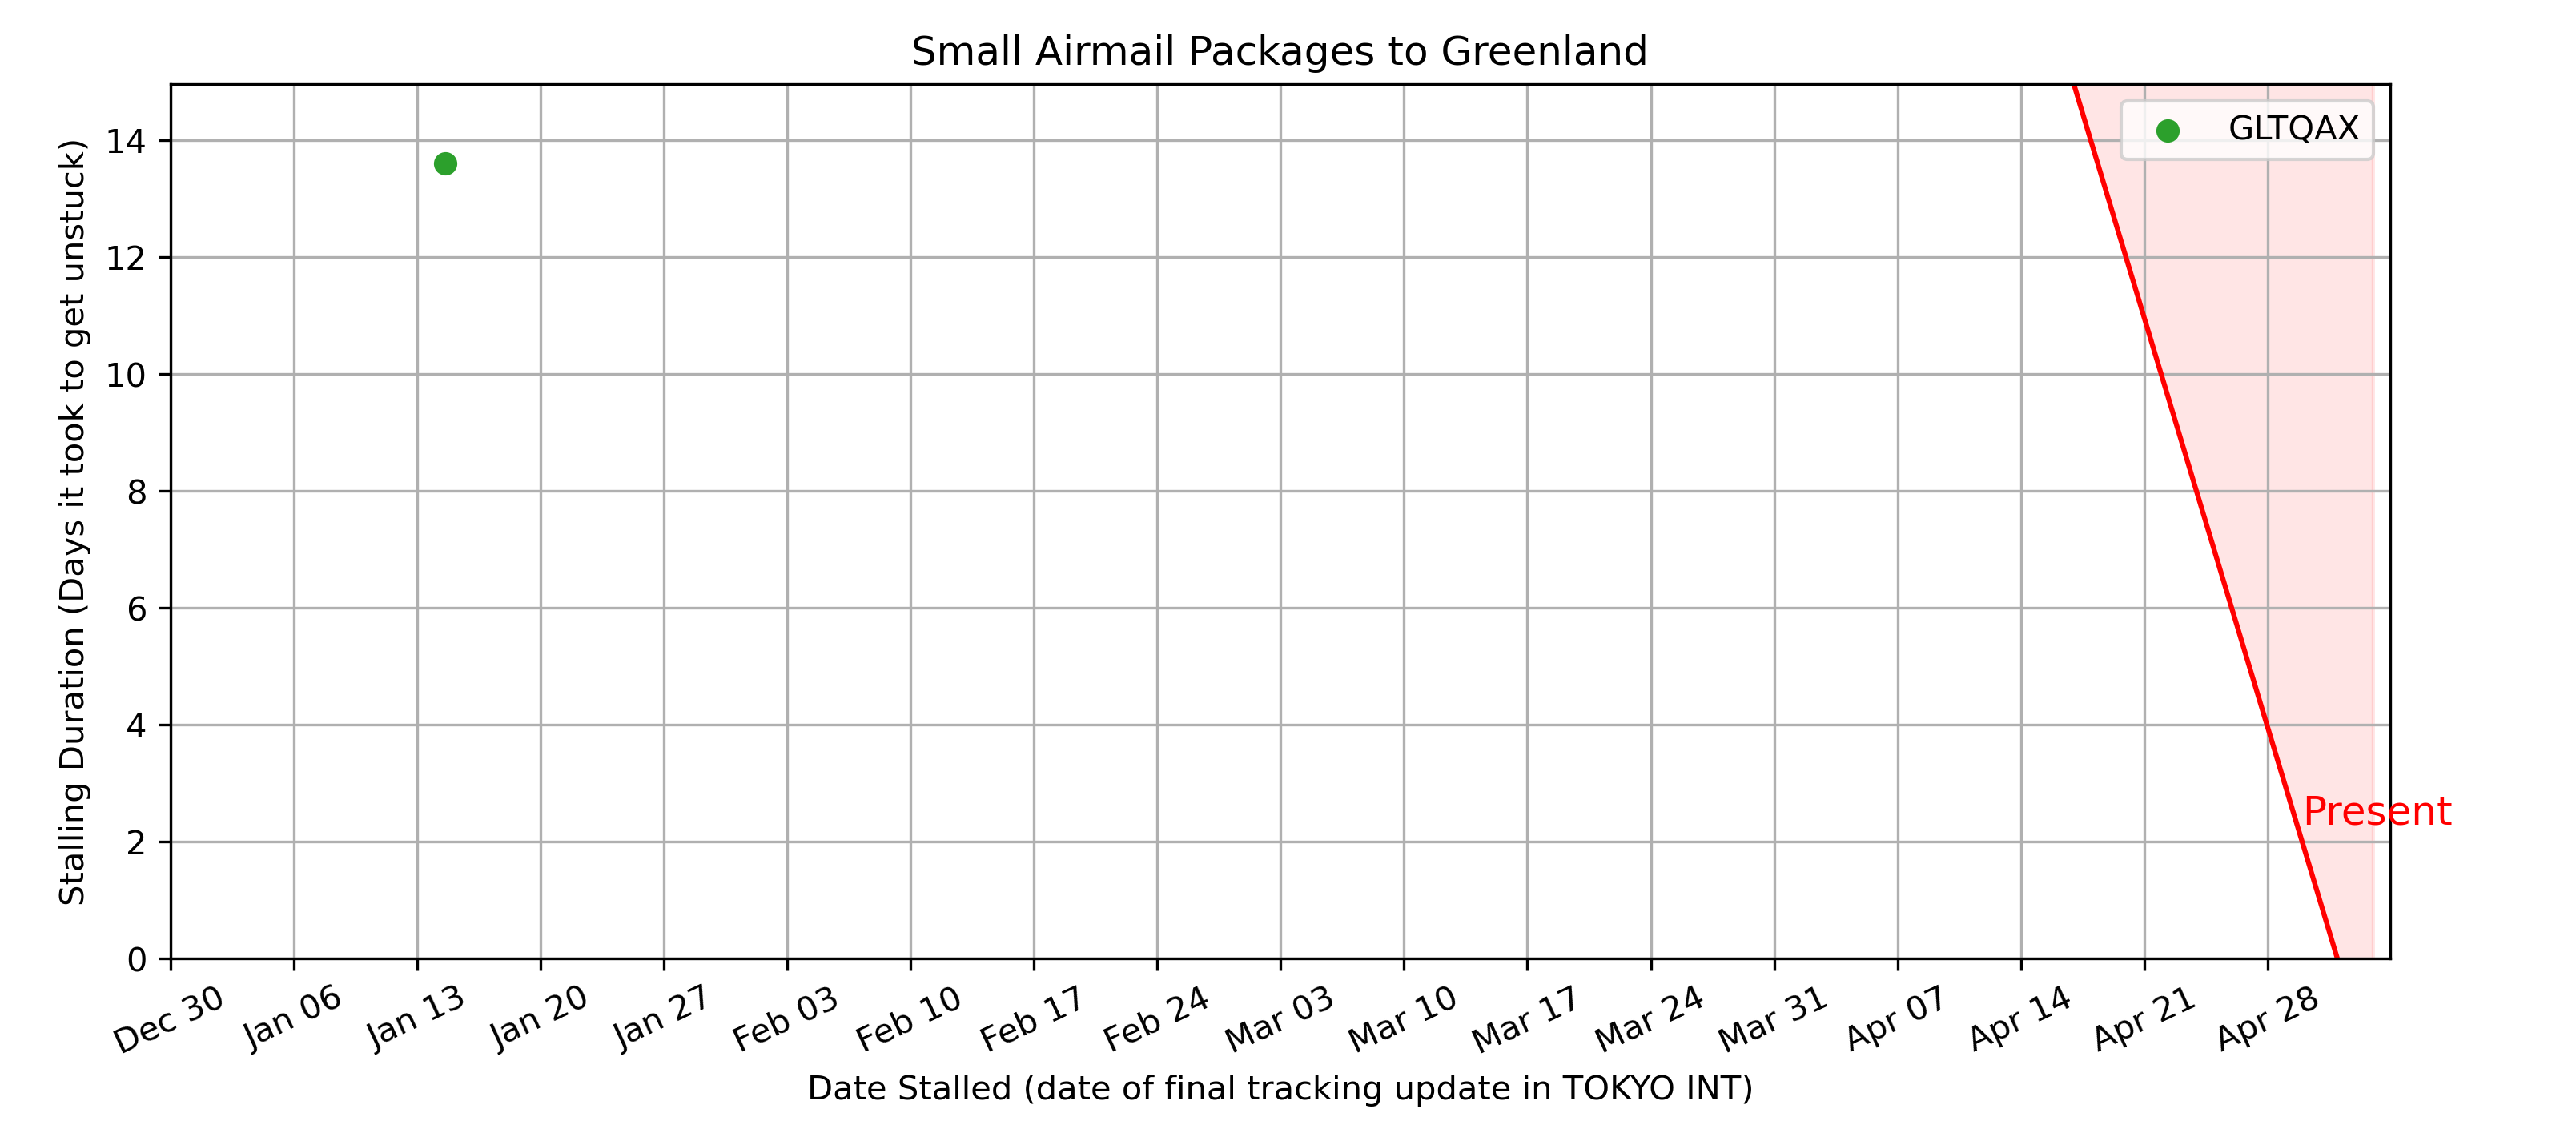 Small Airmail Packages to Greenland
GLTQAX
Stalling Duration (Days it took to get unstuck)
14
12
10
8
6
4
2
0
Present
Dec 30
Jan 06
Jan 13
Jan 20
Jan 27
Feb 03
Feb 10
Feb 17
Feb 24
Mar 03
Mar 10
Mar 17
Mar 24
Mar 31
Apr 07
Apr 14
Apr 21
Apr 28
Date Stalled (date of final tracking update in TOKYO INT)